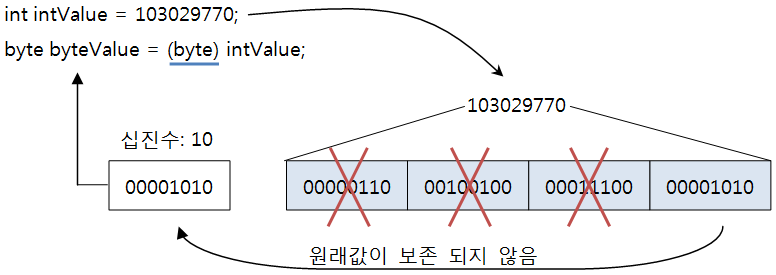 int intValue = 103029770;
byte byteValue = (byte) intValue;
103029770
십진수: 10
00001010
00000110 00100100 00011100 00001010
원래값이 보존 되지 않음